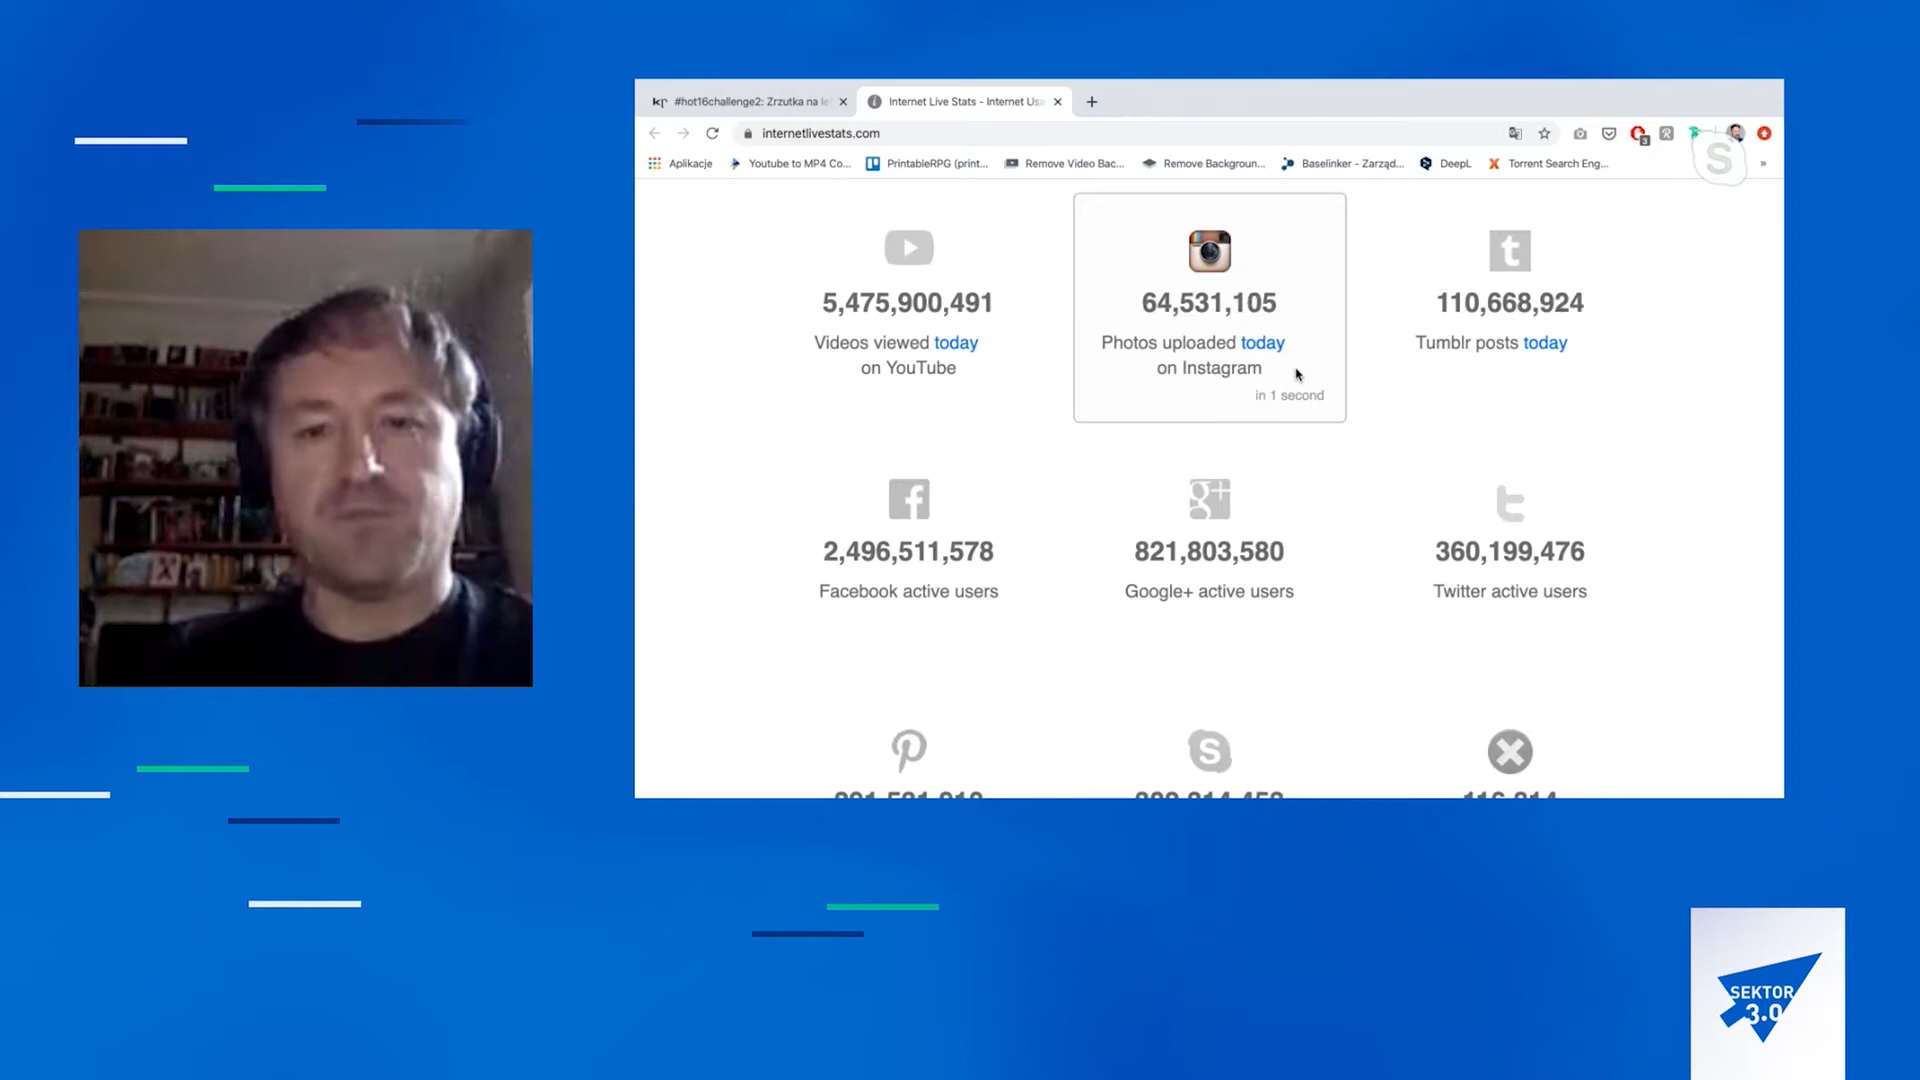 kr #hot16challenge2: Zrzutka na le
Internet Live Stats - Internet Usa
internetlivestats.com
Aplikacje
Youtube to MP4 Co...
PrintableRPG (print...
Remove Video Bac...
Remove Backgroun...
Baselinker - Zarząd...
DeepL
Torrent Search Eng...
»
5,475,900,491
Videos viewed today
on YouTube
64,531,105
Photos uploaded today
on Instagram
in 1 second
110,668,924
Tumblr posts today
2,496,511,578
Facebook active users
821,803,580
Google+ active users
360,199,476
Twitter active users
SEKTOR
3.0